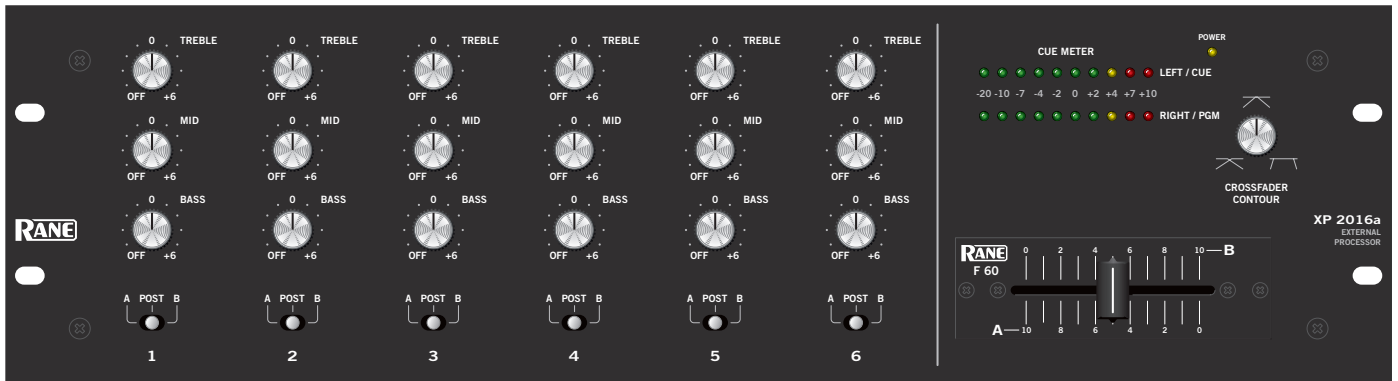 0 TREBLE 0 TREBLE 0 TREBLE 0 TREBLE 0 TREBLE 0 TREBLE
OFF +6 OFF +6 OFF +6 OFF +6 OFF +6 OFF +6
0 MID 0 MID 0 MID 0 MID 0 MID 0 MID
OFF +6 OFF +6 OFF +6 OFF +6 OFF +6 OFF +6
0 BASS 0 BASS 0 BASS 0 BASS 0 BASS 0 BASS
RANE
OFF +6 OFF +6 OFF +6 OFF +6 OFF +6 OFF +6
A POST B A POST B A POST B A POST B A POST B A POST B
1 2 3 4 5 6
POWER
CUE METER
LEFT / CUE
-20 -10 -7 -4 -2 0 +2 +4 +7 +10
RIGHT / PGM
CROSSFADER
CONTOUR
XP 2016a
EXTERNAL
PROCESSOR
RANE
F 60
0 2 4 6 8 10 B
A 10 8 6 4 2 0